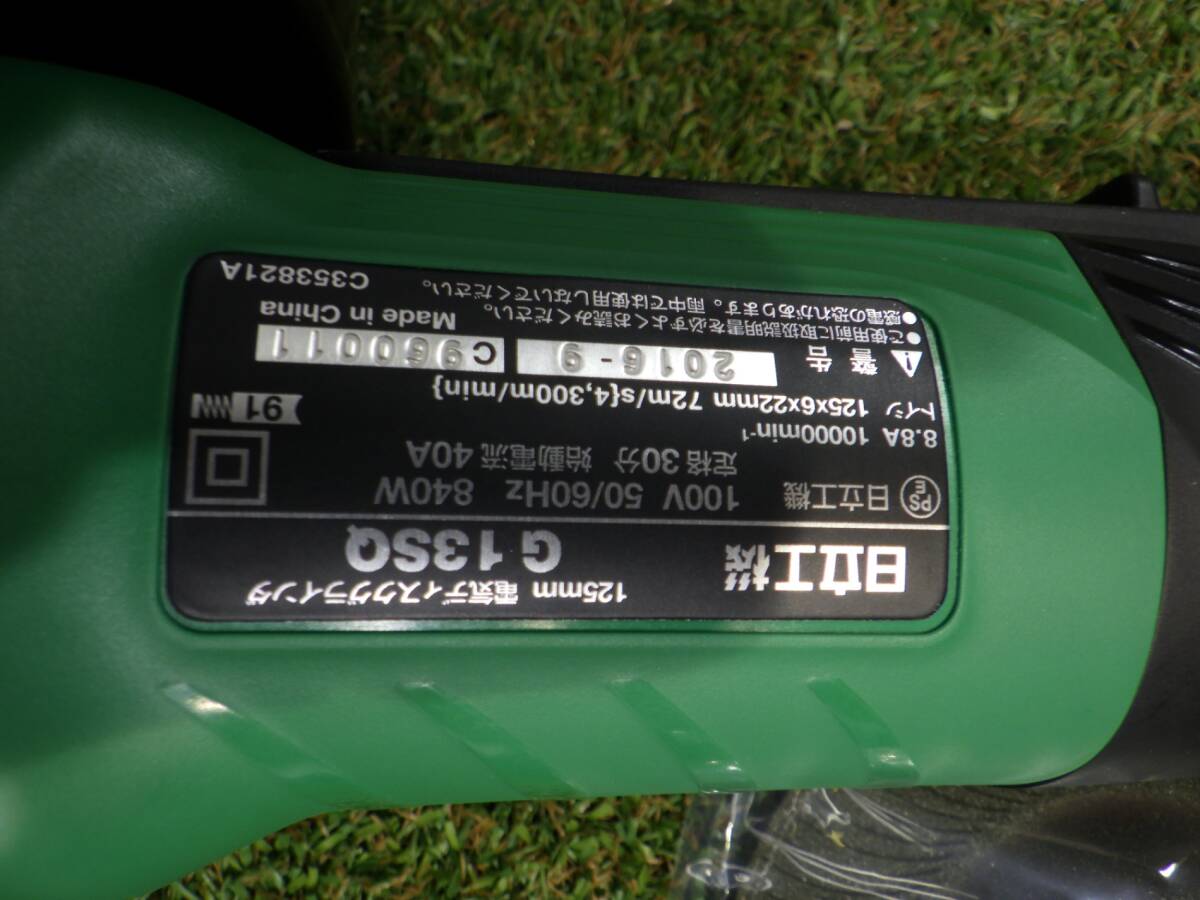 125mm 電気ディスクグラインダ
日立工機 G13SQ
PSE 日立工機 100V 50/60Hz 840W
定格30分 始動電流40A
8.8A 10000min⁻¹
トイシ 125x6x22mm 72m/s{4,300m/min}
91
警告
2016-9 C960011
●ご使用前に取扱説明書を必ずよくお読みください。
Made in China
●感電の恐れがあります。雨中では使用しないでください。
C353821A